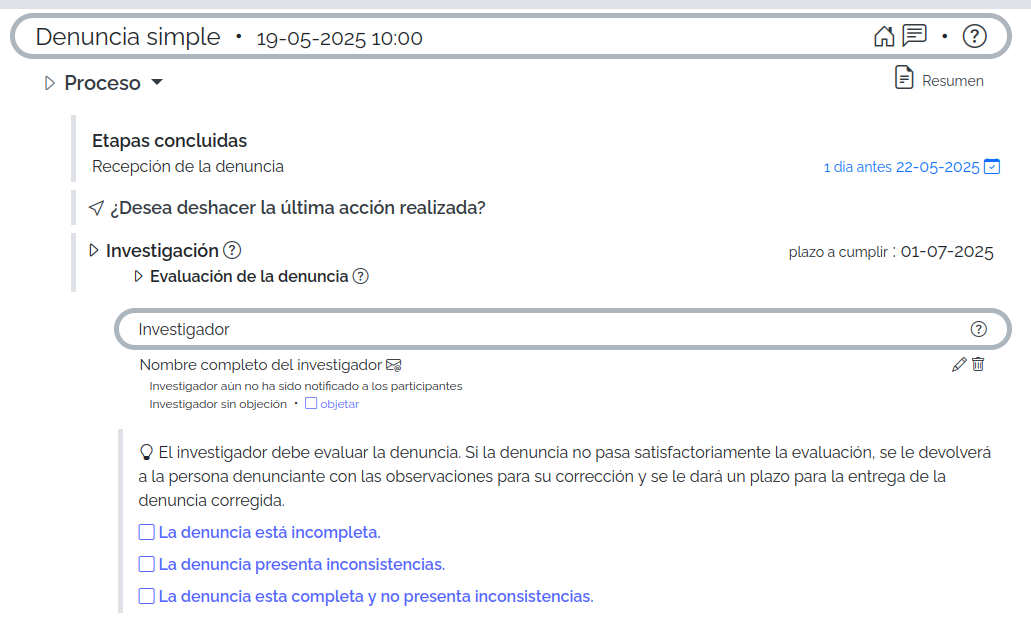 Denuncia simple • 19-05-2025 10:00 • ?
Proceso
Resumen
Etapas concluidas
Recepción de la denuncia
1 dia antes 22-05-2025
¿Desea deshacer la última acción realizada?
Investigación ?
plazo a cumplir : 01-07-2025
Evaluación de la denuncia ?
Investigador ?
Nombre completo del investigador
Investigador aún no ha sido notificado a los participantes
Investigador sin objeción • objetar
El investigador debe evaluar la denuncia. Si la denuncia no pasa satisfactoriamente la evaluación, se le devolverá
a la persona denunciante con las observaciones para su corrección y se le dará un plazo para la entrega de la
denuncia corregida.
La denuncia está incompleta.
La denuncia presenta inconsistencias.
La denuncia esta completa y no presenta inconsistencias.